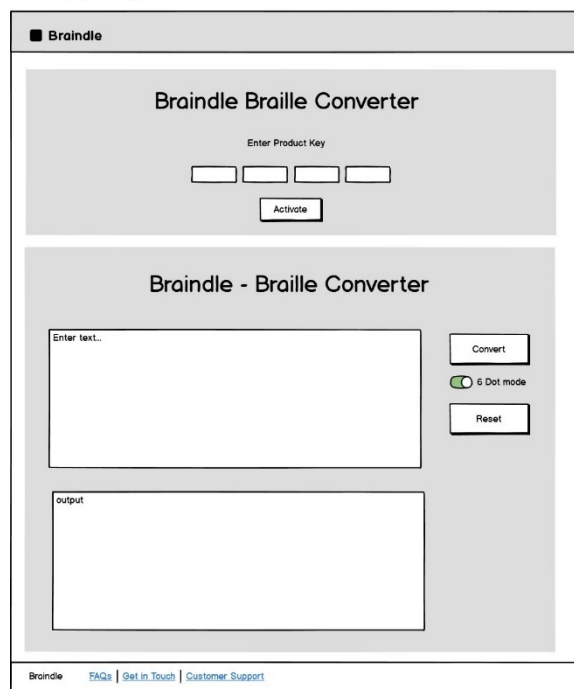 Braindle
Braindle Braille Converter
Enter Product Key
Activate
Braindle - Braille Converter
Enter text...
Convert
6 Dot mode
Reset
output
Braindle FAQs | Get in Touch | Customer Support